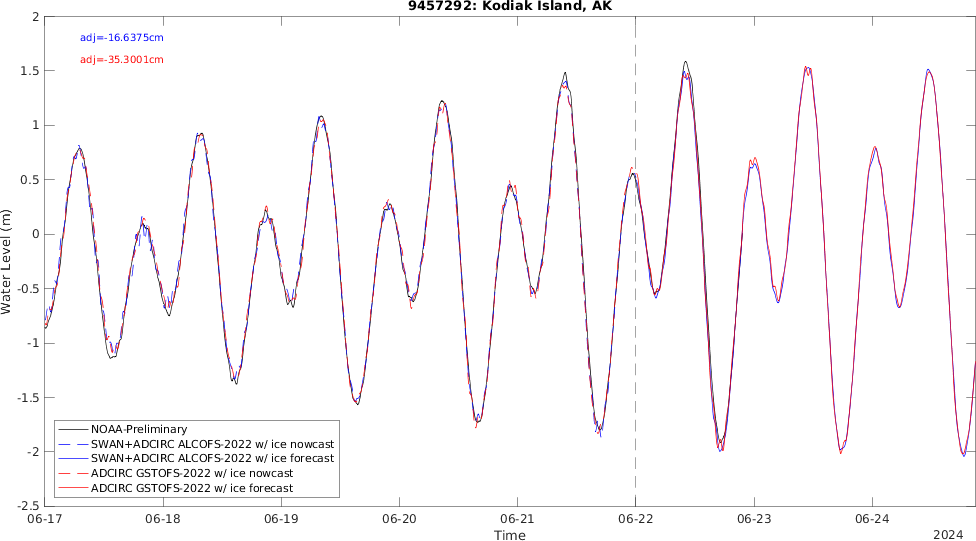 9457292: Kodiak Island, AK
adj=-16.6375cm
adj=-35.3001cm
2
1.5
1
0.5
0
-0.5
-1
-1.5
-2
-2.5
Water Level (m)
NOAA-Preliminary
SWAN+ADCIRC ALCOFS-2022 w/ ice nowcast
SWAN+ADCIRC ALCOFS-2022 w/ ice forecast
ADCIRC GSTOFS-2022 w/ ice nowcast
ADCIRC GSTOFS-2022 w/ ice forecast
06-17 06-18 06-19 06-20 06-21 06-22 06-23 06-24
Time
2024